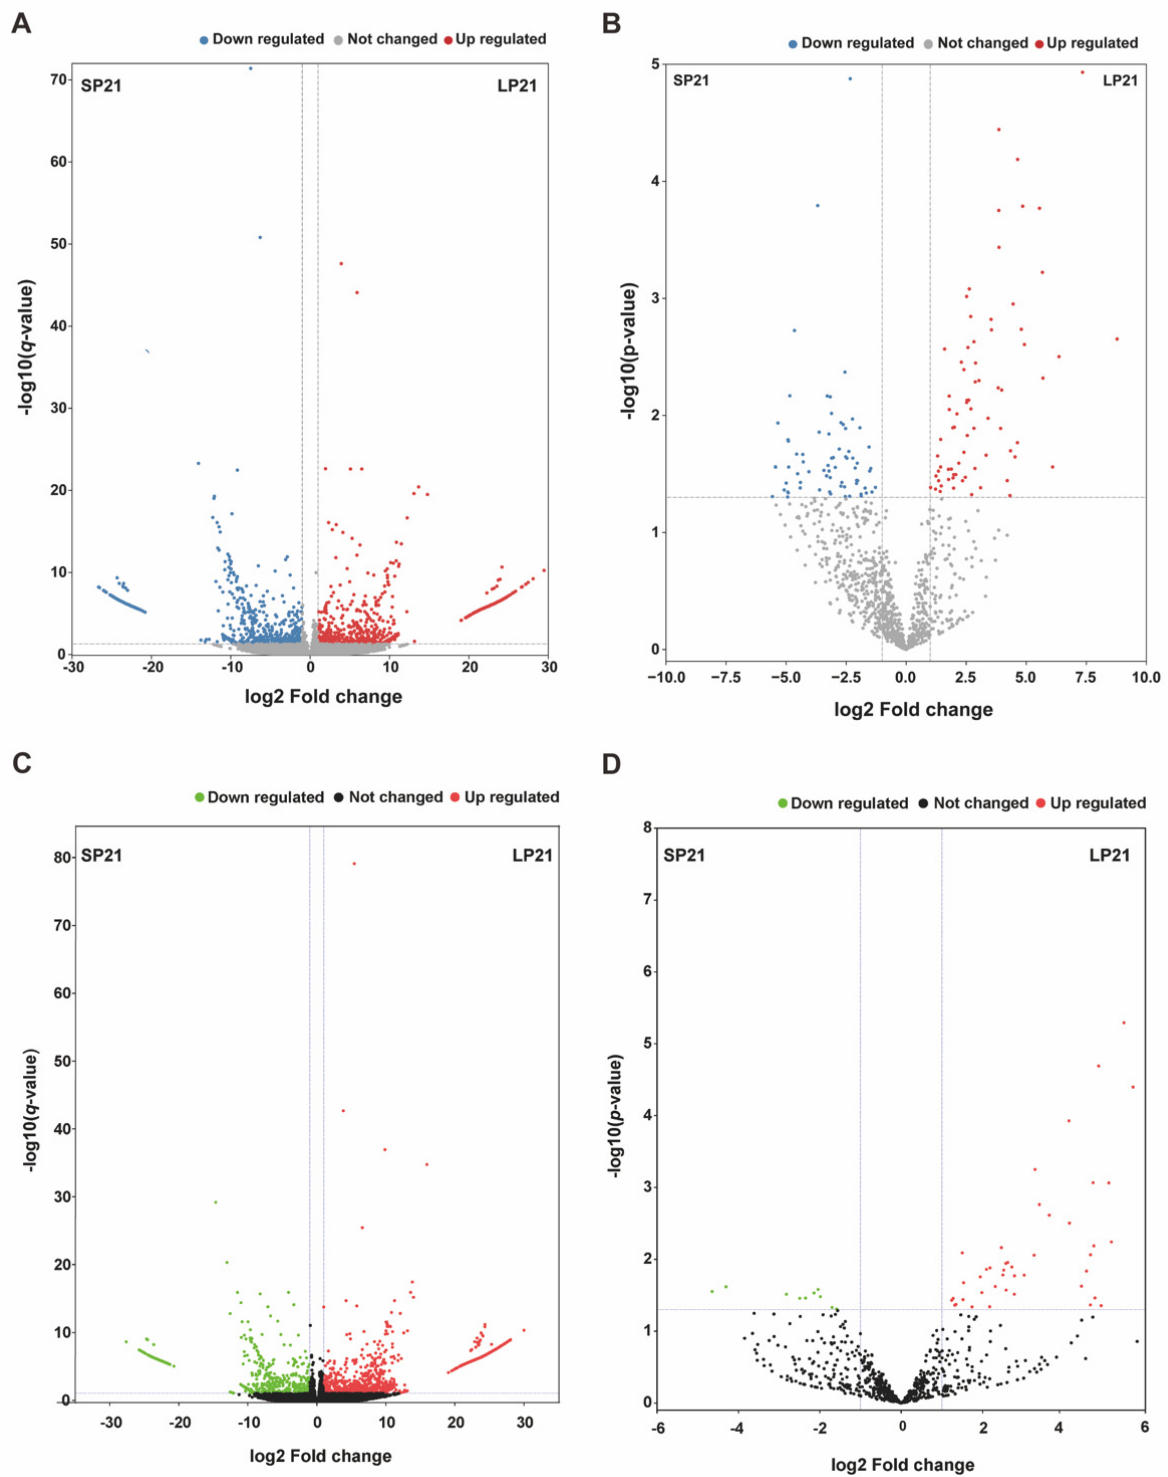 A
Down regulated Not changed Up regulated
SP21
LP21
70
60
50
40
30
20
10
0
-log10(q-value)
-30 -20 -10 0 10 20 30
log2 Fold change
B
Down regulated Not changed Up regulated
SP21
LP21
5
4
3
2
1
0
-log10(p-value)
−10.0 −7.5 −5.0 −2.5 0.0 2.5 5.0 7.5 10.0
log2 Fold change
C
Down regulated Not changed Up regulated
SP21
LP21
80
70
60
50
40
30
20
10
0
-log10(q-value)
-30 -20 -10 0 10 20 30
log2 Fold change
D
Down regulated Not changed Up regulated
SP21
LP21
8
7
6
5
4
3
2
1
0
-log10(p-value)
-6 -4 -2 0 2 4 6
log2 Fold change